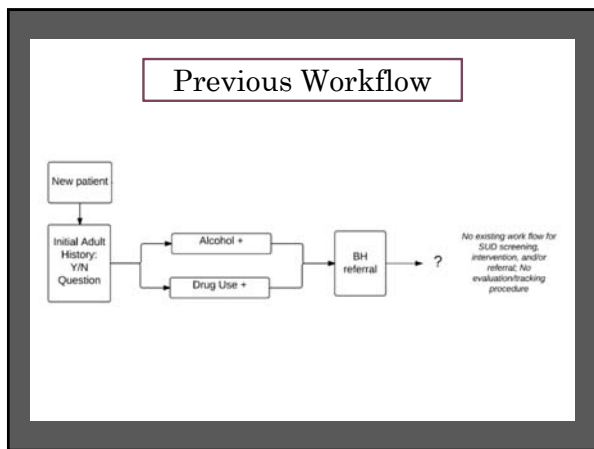 Previous Workflow
New patient
Initial Adult
History:
Y/N
Question
Alcohol +
Drug Use +
BH
referral
?
No existing work flow for
SUD screening,
intervention, and/or
referral; No
evaluation/tracking
procedure